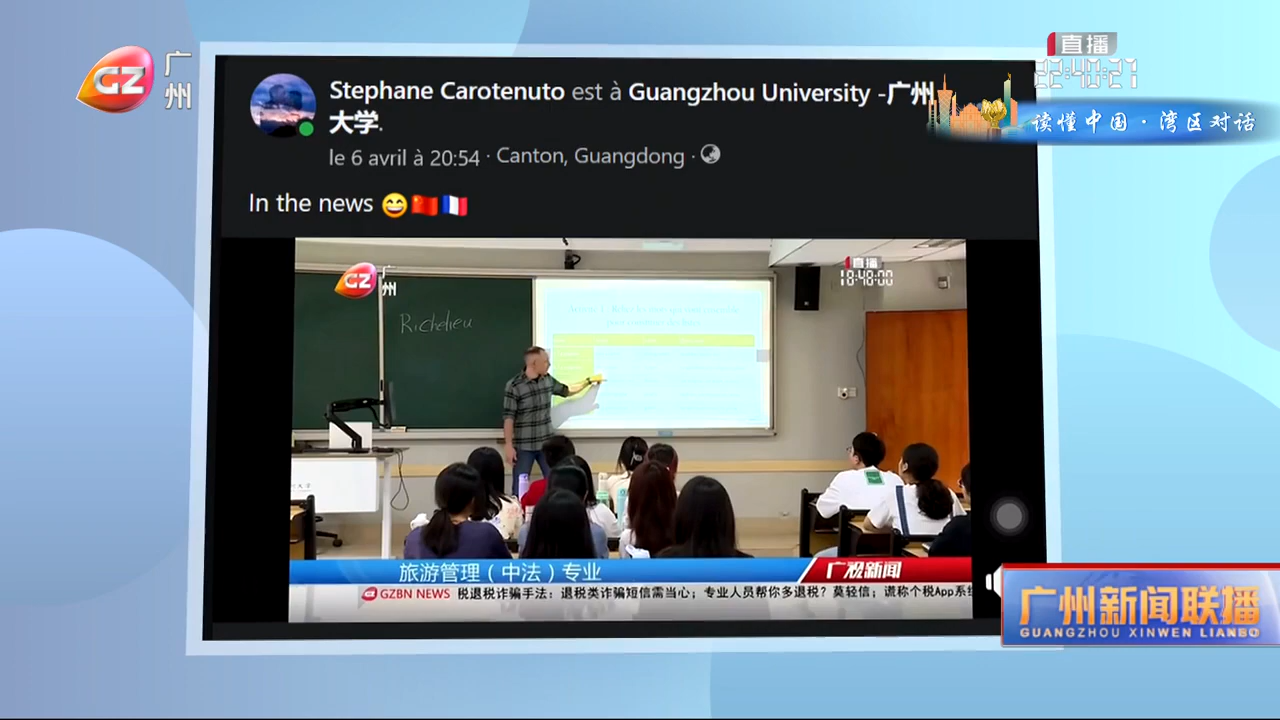 GZ 广州
直播
22:40:27
读懂中国·湾区对话
Stephane Carotenuto est à Guangzhou University -广州
大学.
le 6 avril à 20:54 · Canton, Guangdong ·
In the news 😄🇨🇳🇫🇷
GZ 广州
直播
18:48:00
Richelieu
旅游管理（中法）专业
广视新闻
GZBN NEWS 税退税诈骗手法：退税类诈骗短信需当心；专业人员帮你多退税？莫轻信；谎称个税App系统
广州新闻联播
GUANGZHOU XINWEN LIANBO